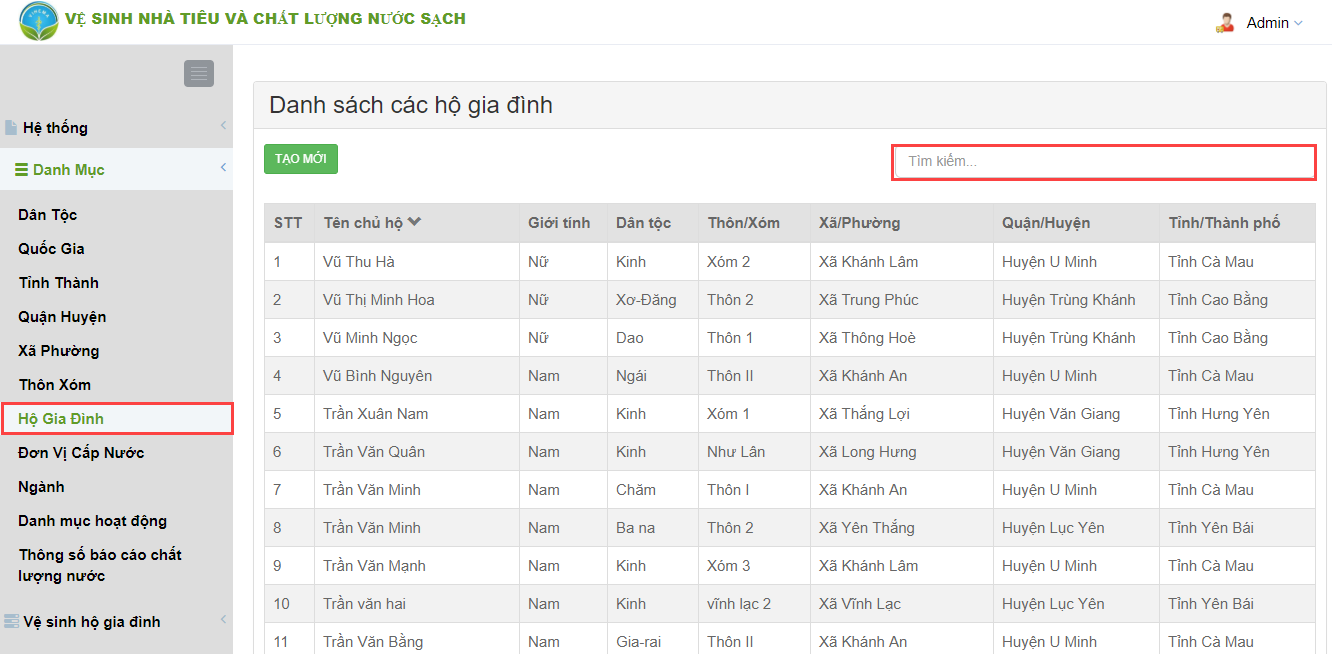 VỆ SINH NHÀ TIÊU VÀ CHẤT LƯỢNG NƯỚC SẠCH
Admin
Hệ thống
Danh Mục
Dân Tộc
Quốc Gia
Tỉnh Thành
Quận Huyện
Xã Phường
Thôn Xóm
Hộ Gia Đình
Đơn Vị Cấp Nước
Ngành
Danh mục hoạt động
Thông số báo cáo chất
lượng nước
Vệ sinh hộ gia đình
Danh sách các hộ gia đình
TẠO MỚI
Tìm kiếm...
STT Tên chủ hộ Giới tính Dân tộc Thôn/Xóm Xã/Phường Quận/Huyện Tỉnh/Thành phố
1 Vũ Thu Hà Nữ Kinh Xóm 2 Xã Khánh Lâm Huyện U Minh Tỉnh Cà Mau
2 Vũ Thị Minh Hoa Nữ Xơ-Đăng Thôn 2 Xã Trung Phúc Huyện Trùng Khánh Tỉnh Cao Bằng
3 Vũ Minh Ngọc Nữ Dao Thôn 1 Xã Thông Hoè Huyện Trùng Khánh Tỉnh Cao Bằng
4 Vũ Bình Nguyên Nam Ngái Thôn II Xã Khánh An Huyện U Minh Tỉnh Cà Mau
5 Trần Xuân Nam Nam Kinh Xóm 1 Xã Thắng Lợi Huyện Văn Giang Tỉnh Hưng Yên
6 Trần Văn Quân Nam Kinh Như Lân Xã Long Hưng Huyện Văn Giang Tỉnh Hưng Yên
7 Trần Văn Minh Nam Chăm Thôn I Xã Khánh An Huyện U Minh Tỉnh Cà Mau
8 Trần Văn Minh Nam Ba na Thôn 2 Xã Yên Thắng Huyện Lục Yên Tỉnh Yên Bái
9 Trần Văn Mạnh Nam Kinh Xóm 3 Xã Khánh Lâm Huyện U Minh Tỉnh Cà Mau
10 Trần văn hai Nam Kinh vĩnh lạc 2 Xã Vĩnh Lạc Huyện Lục Yên Tỉnh Yên Bái
11 Trần Văn Bằng Nam Gia-rai Thôn II Xã Khánh An Huyện U Minh Tỉnh Cà Mau